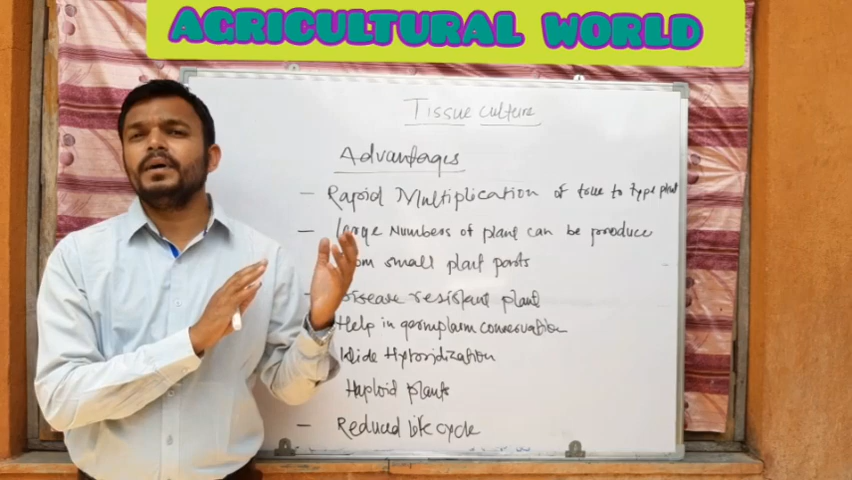 AGRICULTURAL WORLD
Tissue culture
Advantages
- Rapid Multiplication of true to type plant
- Large Numbers of plant can be produce
from small plant parts
- Disease resistant plant
Help in germplasm conservation
Wide Hybridization
Haploid plants
- Reduced life cycle